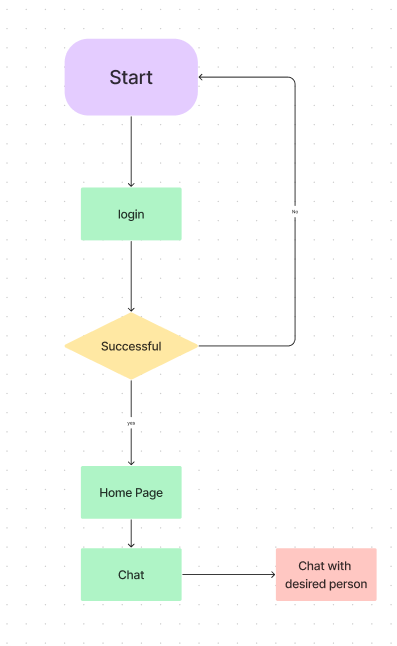 Start
login
No
Successful
yes
Home Page
Chat
Chat with
desired person